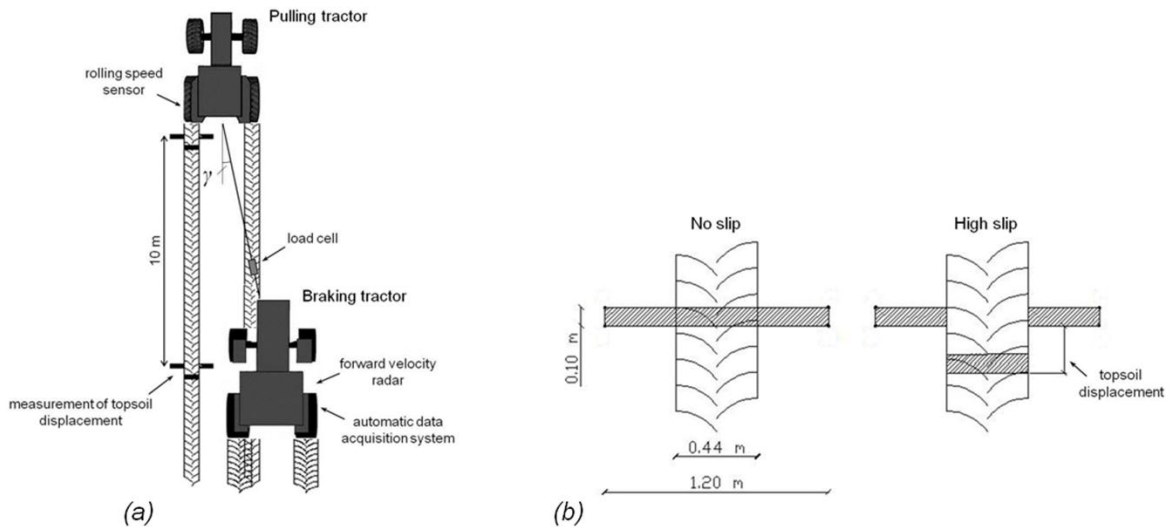 Pulling tractor
rolling speed
sensor
γ
10 m
load cell
Braking tractor
forward velocity
radar
measurement of topsoil
displacement
automatic data
acquisition system
(a)
No slip
High slip
0.10 m
topsoil
displacement
0.44 m
1.20 m
(b)